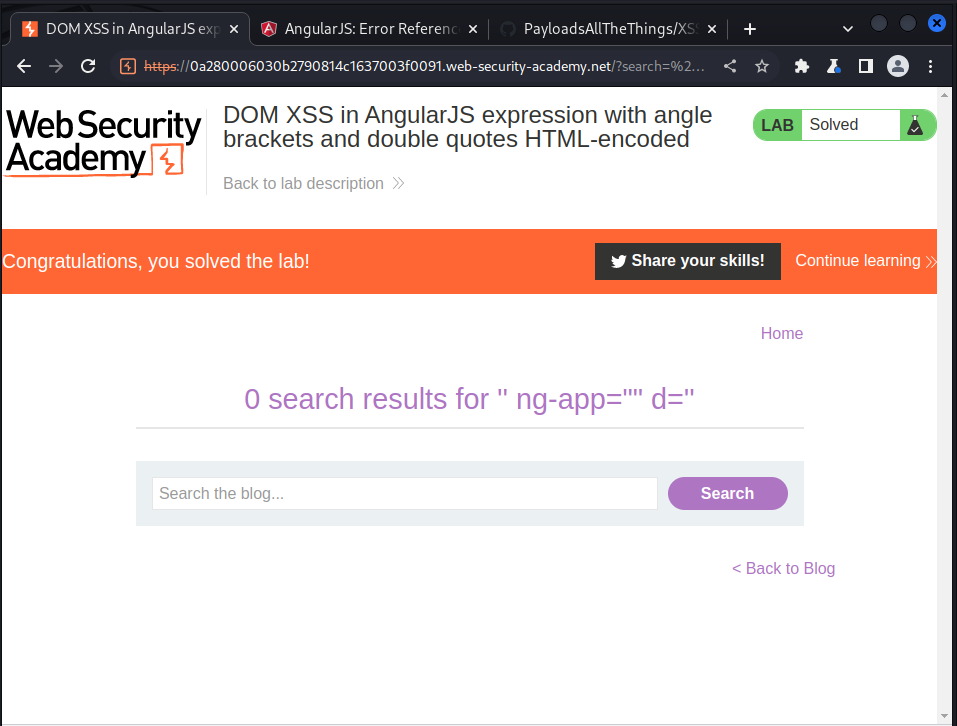 DOM XSS in AngularJS exp
AngularJS: Error Referenc
PayloadsAllTheThings/XSS
https://0a280006030b2790814c1637003f0091.web-security-academy.net/?search=%2...
Web Security
Academy
DOM XSS in AngularJS expression with angle
brackets and double quotes HTML-encoded
LAB Solved
Back to lab description
Congratulations, you solved the lab!
Share your skills!
Continue learning
Home
0 search results for '' ng-app="" d=''
Search the blog...
Search
< Back to Blog